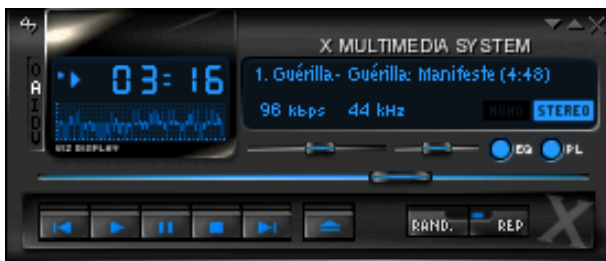 X MULTIMEDIA SYSTEM
O
A
I
D
V
03:16
1. Guérilla - Guérilla: Manifeste (4:48)
96 kbps 44 kHz
MONO STEREO
VIZ DISPLAY
EQ PL
RAND. REP
X